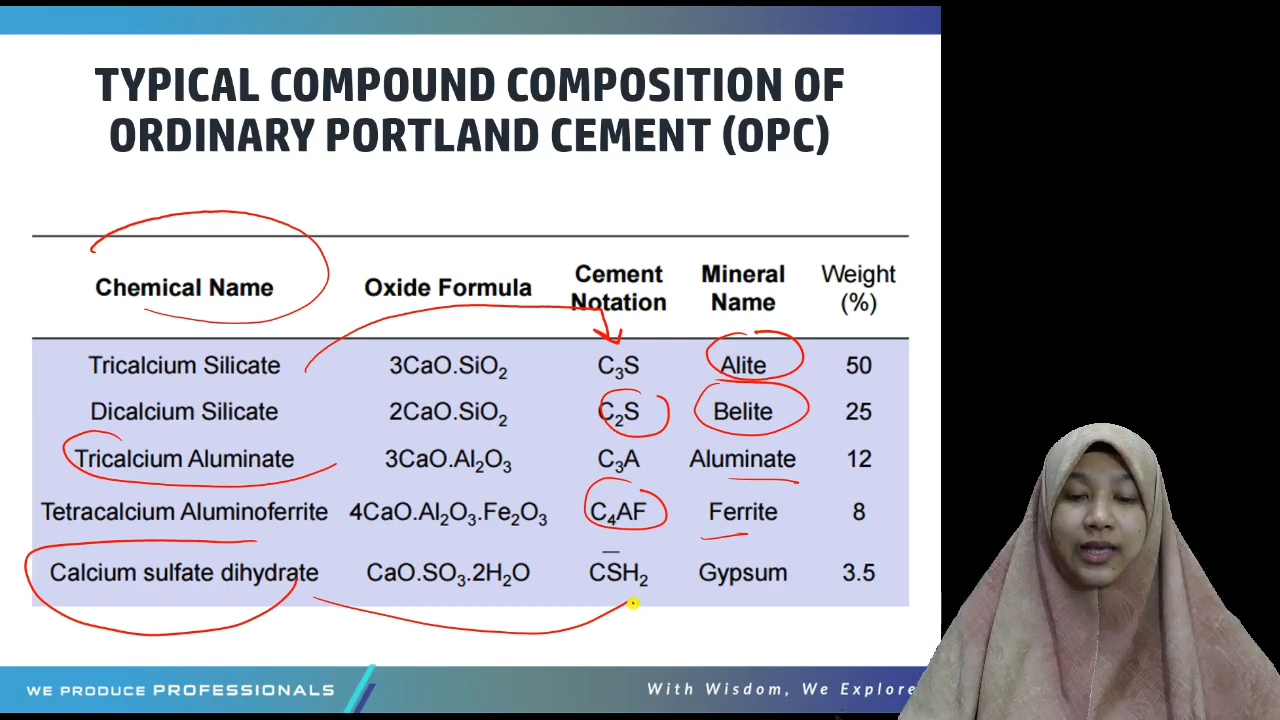 TYPICAL COMPOUND COMPOSITION OF
ORDINARY PORTLAND CEMENT (OPC)
Chemical Name Oxide Formula Cement Notation Mineral Name Weight (%)
Tricalcium Silicate 3CaO.SiO₂ C₃S Alite 50
Dicalcium Silicate 2CaO.SiO₂ C₂S Belite 25
Tricalcium Aluminate 3CaO.Al₂O₃ C₃A Aluminate 12
Tetracalcium Aluminoferrite 4CaO.Al₂O₃.Fe₂O₃ C₄AF Ferrite 8
Calcium sulfate dihydrate CaO.SO₃.2H₂O CS̅H₂ Gypsum 3.5
WE PRODUCE PROFESSIONALS With Wisdom, We Explore